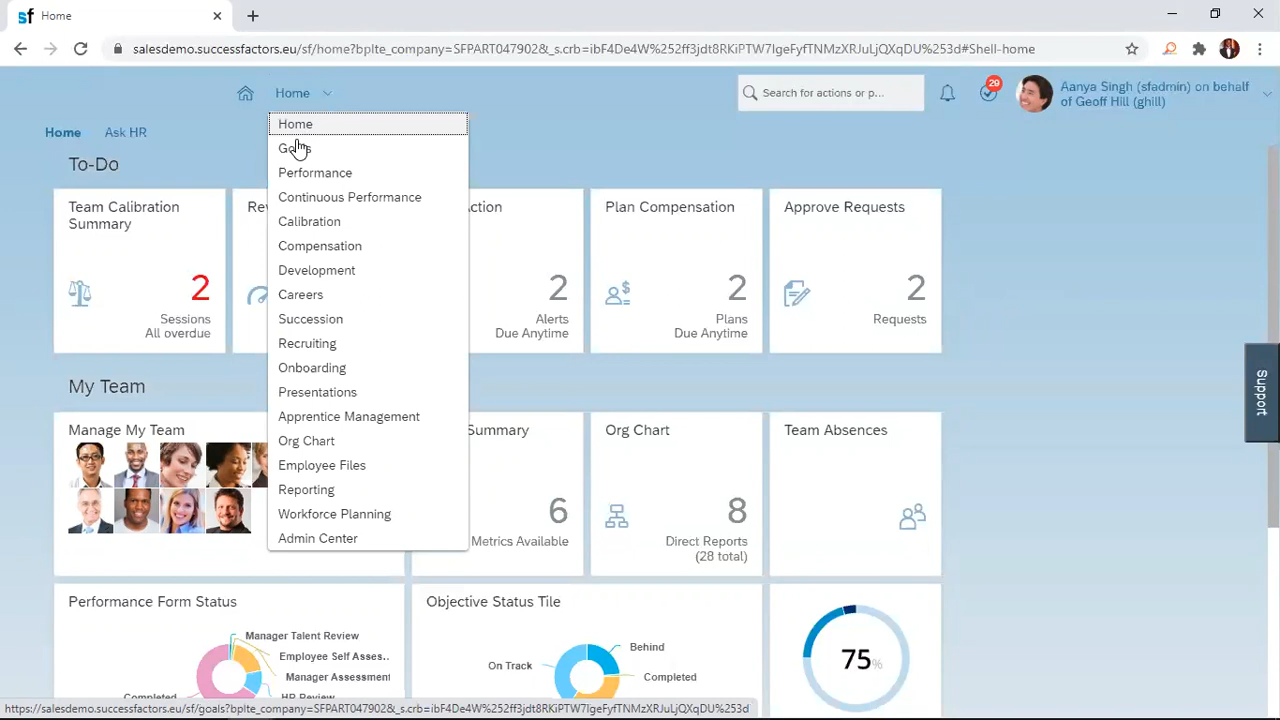 sf Home
salesdemo.successfactors.eu/sf/home?bplte_company=SFPART047902&_s.crb=ibF4De4W%252ff3jdt8RKiPTW7IgeFyfTNMzXRJuLjQXqDU%253d#Shell-home
Home
Search for actions or p...
29
Aanya Singh (sfadmin) on behalf
of Geoff Hill (ghill)
Home Ask HR
Home
Goals
Performance
Continuous Performance
Calibration
Compensation
Development
Careers
Succession
Recruiting
Onboarding
Presentations
Apprentice Management
Org Chart
Employee Files
Reporting
Workforce Planning
Admin Center
To-Do
Team Calibration
Summary
2
Sessions
All overdue
2
Alerts
Due Anytime
Plan Compensation
2
Plans
Due Anytime
Approve Requests
2
Requests
Support
My Team
Manage My Team
Summary
6
Metrics Available
Org Chart
8
Direct Reports
(28 total)
Team Absences
Performance Form Status
Manager Talent Review
Employee Self Asses..
Manager Assessment
HR Review
Completed
Objective Status Tile
Behind
On Track
Completed
75%
https://salesdemo.successfactors.eu/sf/goals?bplte_company=SFPART047902&_s.crb=ibF4De4W%252ff3jdt8RKiPTW7IgeFyfTNMzXRJuLjQXqDU%253d